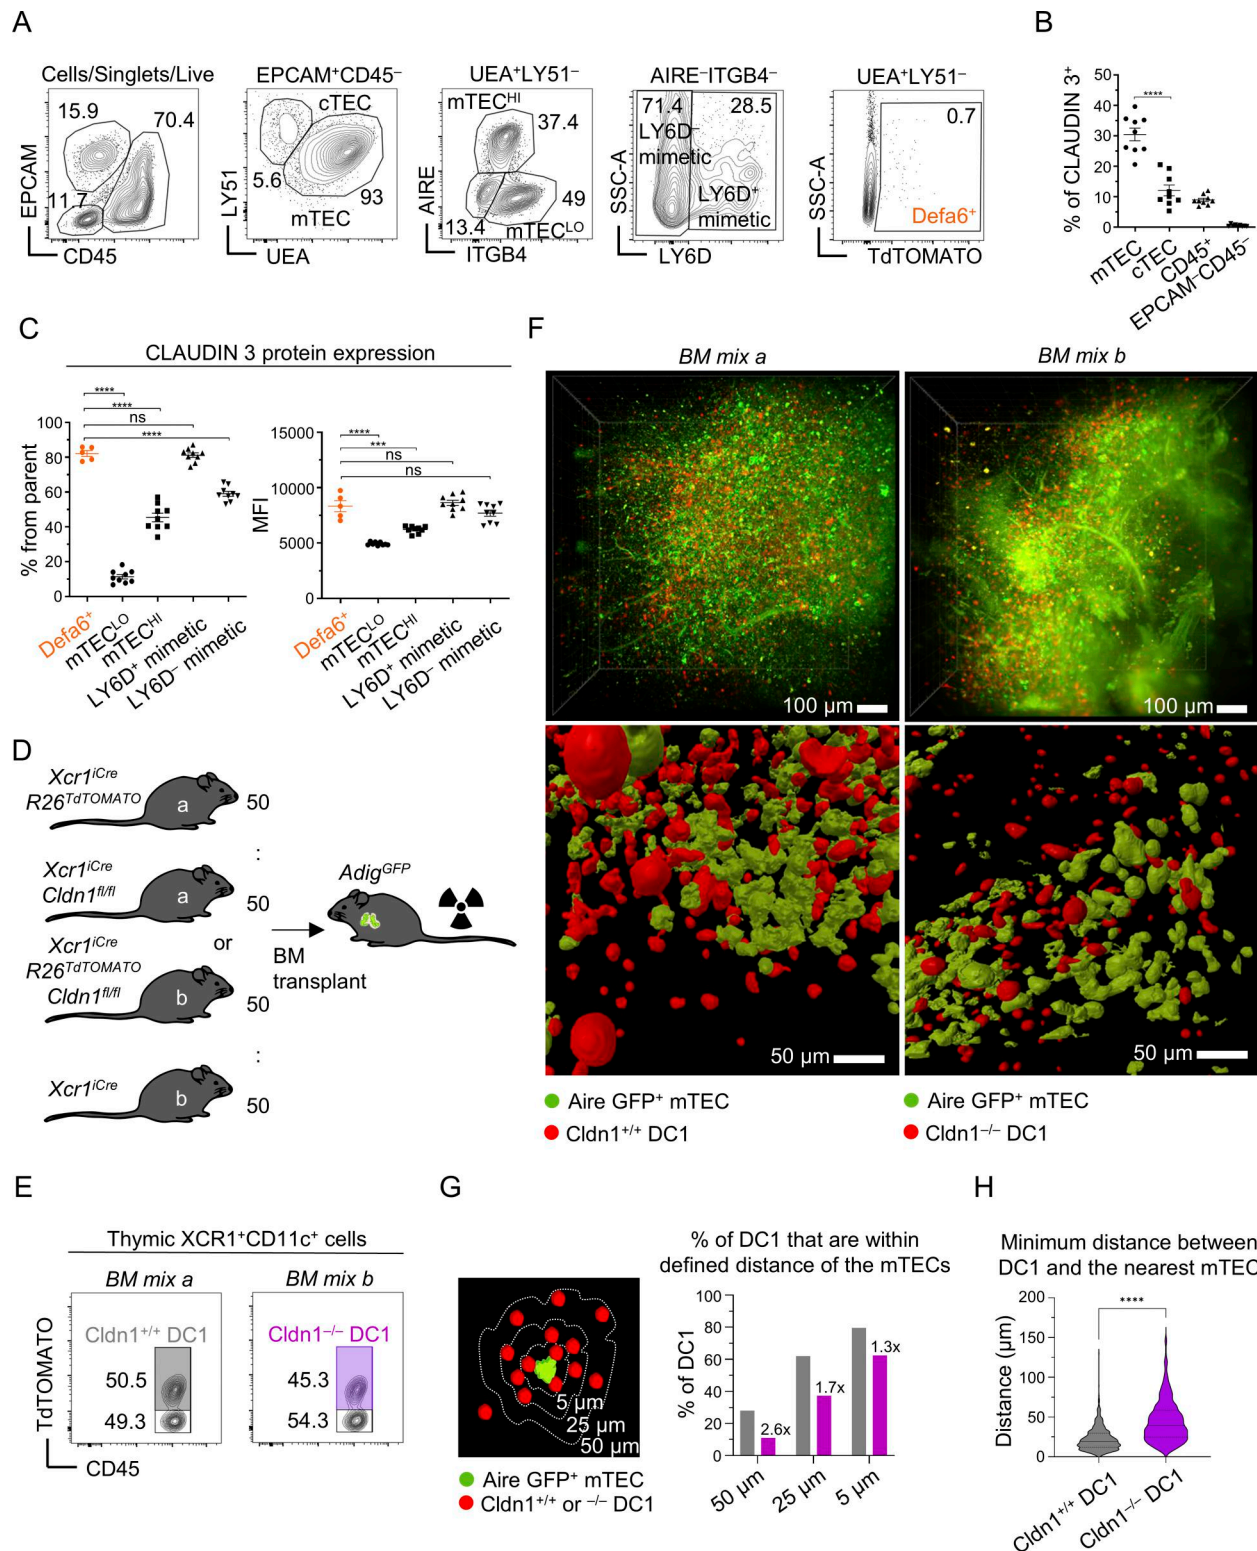 A
Cells/Singlets/Live
15.9
70.4
11.7
EPCAM
CD45
EPCAM⁺CD45⁻
cTEC
5.6
93
mTEC
LY51
UEA
UEA⁺LY51⁻
mTECᴴᴵ
37.4
49
13.4
mTECᴸᴼ
AIRE
ITGB4
AIRE⁻ITGB4⁻
71.4
28.5
LY6D⁻
mimetic
LY6D⁺
mimetic
SSC-A
LY6D
UEA⁺LY51⁻
0.7
Defa6⁺
SSC-A
TdTOMATO
B
% of CLAUDIN 3⁺
50
40
30
20
10
0
****
mTEC
cTEC
CD45⁺
EPCAM⁻CD45⁻
C
CLAUDIN 3 protein expression
****
****
ns
****
% from parent
100
80
60
40
20
0
Defa6⁺
mTECᴸᴼ
mTECᴴᴵ
LY6D⁺ mimetic
LY6D⁻ mimetic
****
***
ns
ns
MFI
15000
10000
5000
0
Defa6⁺
mTECᴸᴼ
mTECᴴᴵ
LY6D⁺ mimetic
LY6D⁻ mimetic
D
Xcr1ⁱᶜʳᵉ
R26ᵀᵈᵀᴼᴹᴬᵀᴼ
a
50
:
Xcr1ⁱᶜʳᵉ
Cldn1ᶠˡ/ᶠˡ
a
50
or
Xcr1ⁱᶜʳᵉ
R26ᵀᵈᵀᴼᴹᴬᵀᴼ
Cldn1ᶠˡ/ᶠˡ
b
50
:
Xcr1ⁱᶜʳᵉ
b
50
BM
transplant
Adigᴳᶠᴾ
E
Thymic XCR1⁺CD11c⁺ cells
BM mix a
BM mix b
Cldn1⁺/⁺ DC1
50.5
49.3
Cldn1⁻/⁻ DC1
45.3
54.3
TdTOMATO
CD45
F
BM mix a
BM mix b
100 µm
100 µm
50 µm
50 µm
Aire GFP⁺ mTEC
Cldn1⁺/⁺ DC1
Aire GFP⁺ mTEC
Cldn1⁻/⁻ DC1
G
5 µm
25 µm
50 µm
Aire GFP⁺ mTEC
Cldn1⁺/⁺ or ⁻/⁻ DC1
% of DC1 that are within
defined distance of the mTECs
% of DC1
100
80
60
40
20
0
2.6x
1.7x
1.3x
50 µm
25 µm
5 µm
H
Minimum distance between
DC1 and the nearest mTEC
****
Distance (µm)
200
150
100
50
0
Cldn1⁺/⁺ DC1
Cldn1⁻/⁻ DC1